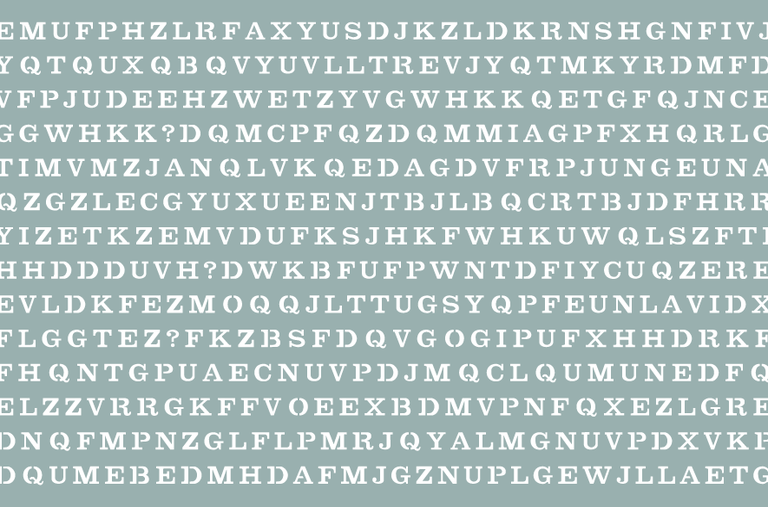 EMUFPHZLRFAXYUSDJKZLDKRNSHGNFIVJ
YQTQUXQBQVYUVLLTREVJYQTMKYRDMFD
VFPJUDEEHZWETZYVGWHKKQETGFQJNCE
GGWHKK?DQMCPFQZDQMMIAGPFXHQRLG
TIMVMZJANQLVKQEDAGDVFRPJUNGEUNA
QZGZLECGYUXUEENJTBJLBQCRTBJDFHRR
YIZETKZEMVDUFKSJHKFWHKUWQLSZFTI
HHDDDUVH?DWKBFUFPWNTDFIYCUQZERE
EVLDKFEZMOQQJLTTUGSYQPFEUNLAVIDX
FLGGTEZ?FKZBSFDQVGOGIPUFXHHDRKF
FHQNTGPUAECNUVPDJMQCLQUMUNEDFQ
ELZZVRRGKFFVOEEXBDMVPNFQXEZLGRE
DNQFMPNZGLFLPMRJQYALMGNUVPDXVKP
DQUMEBEDMHDAFMJGZNUPLGEWJLLAETG